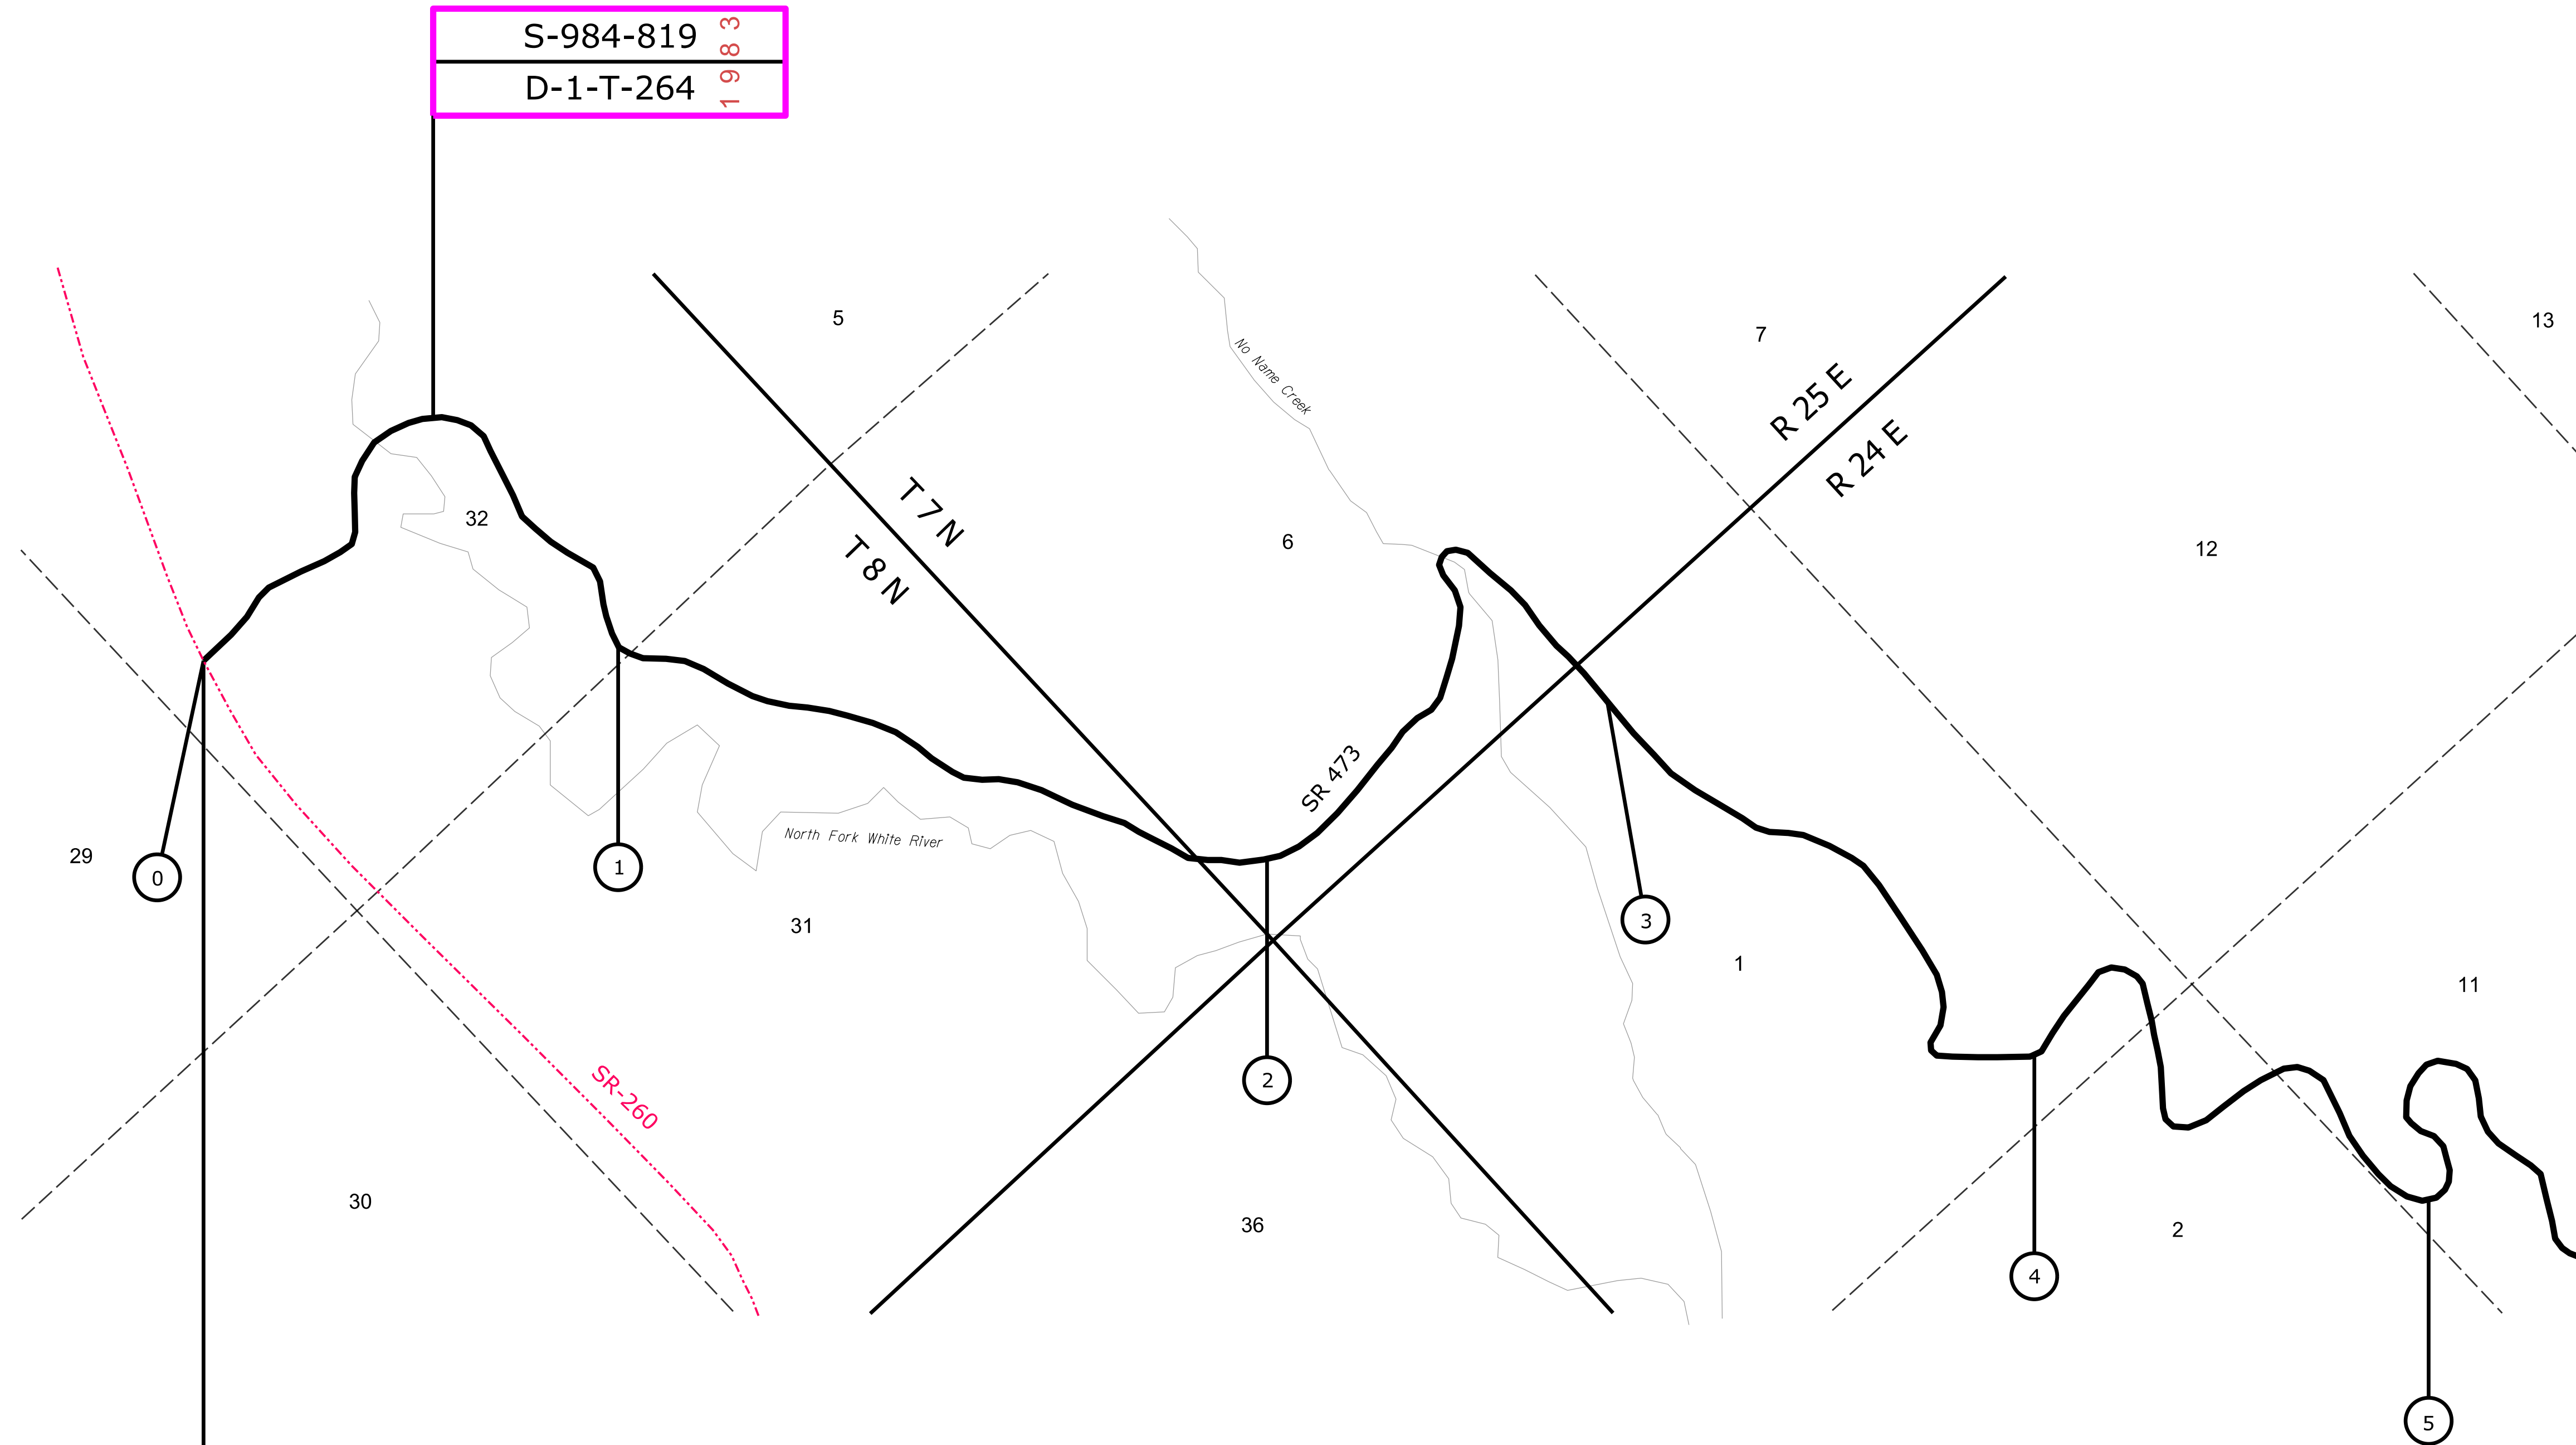 S-984-819
D-1-T-264
1983
5
7
13
R 25 E
R 24 E
No Name Creek
32
T 7 N
T 8 N
6
12
SR 473
29
0
1
North Fork White River
31
3
1
11
2
SR-260
30
36
2
4
5